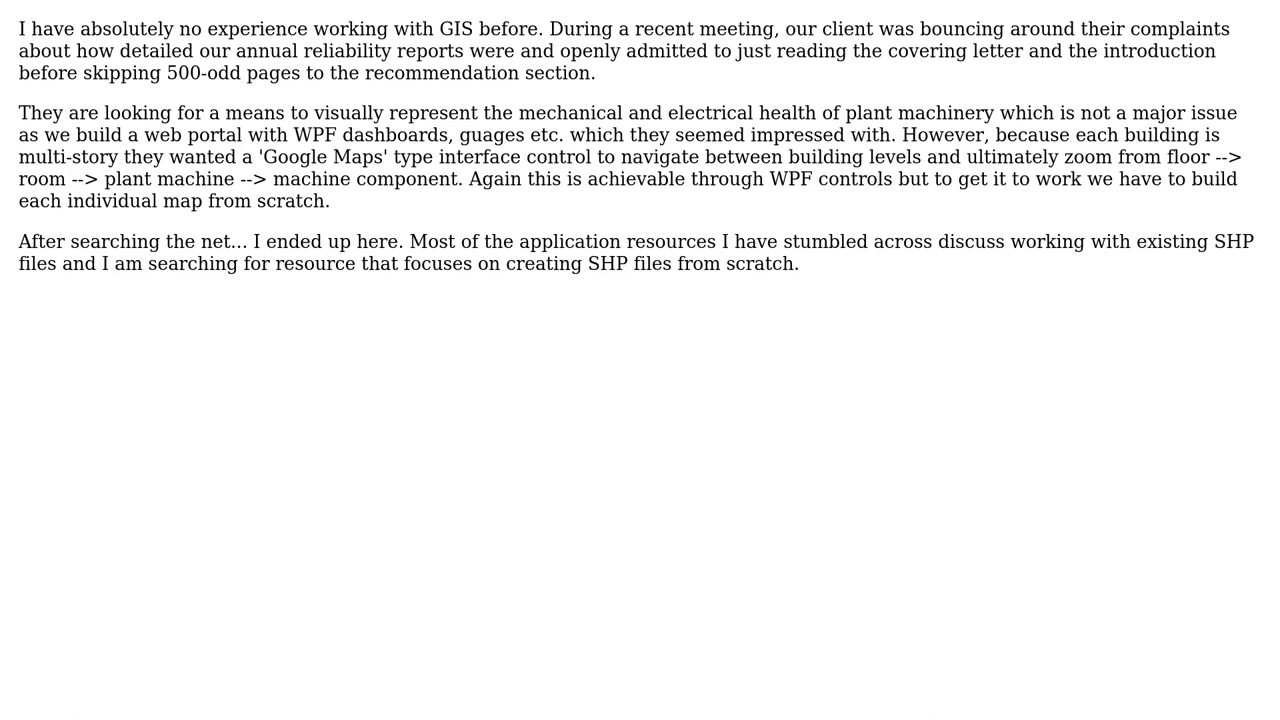 I have absolutely no experience working with GIS before. During a recent meeting, our client was bouncing around their complaints
about how detailed our annual reliability reports were and openly admitted to just reading the covering letter and the introduction
before skipping 500-odd pages to the recommendation section.
They are looking for a means to visually represent the mechanical and electrical health of plant machinery which is not a major issue
as we build a web portal with WPF dashboards, guages etc. which they seemed impressed with. However, because each building is
multi-story they wanted a 'Google Maps' type interface control to navigate between building levels and ultimately zoom from floor -->
room --> plant machine --> machine component. Again this is achievable through WPF controls but to get it to work we have to build
each individual map from scratch.
After searching the net... I ended up here. Most of the application resources I have stumbled across discuss working with existing SHP
files and I am searching for resource that focuses on creating SHP files from scratch.